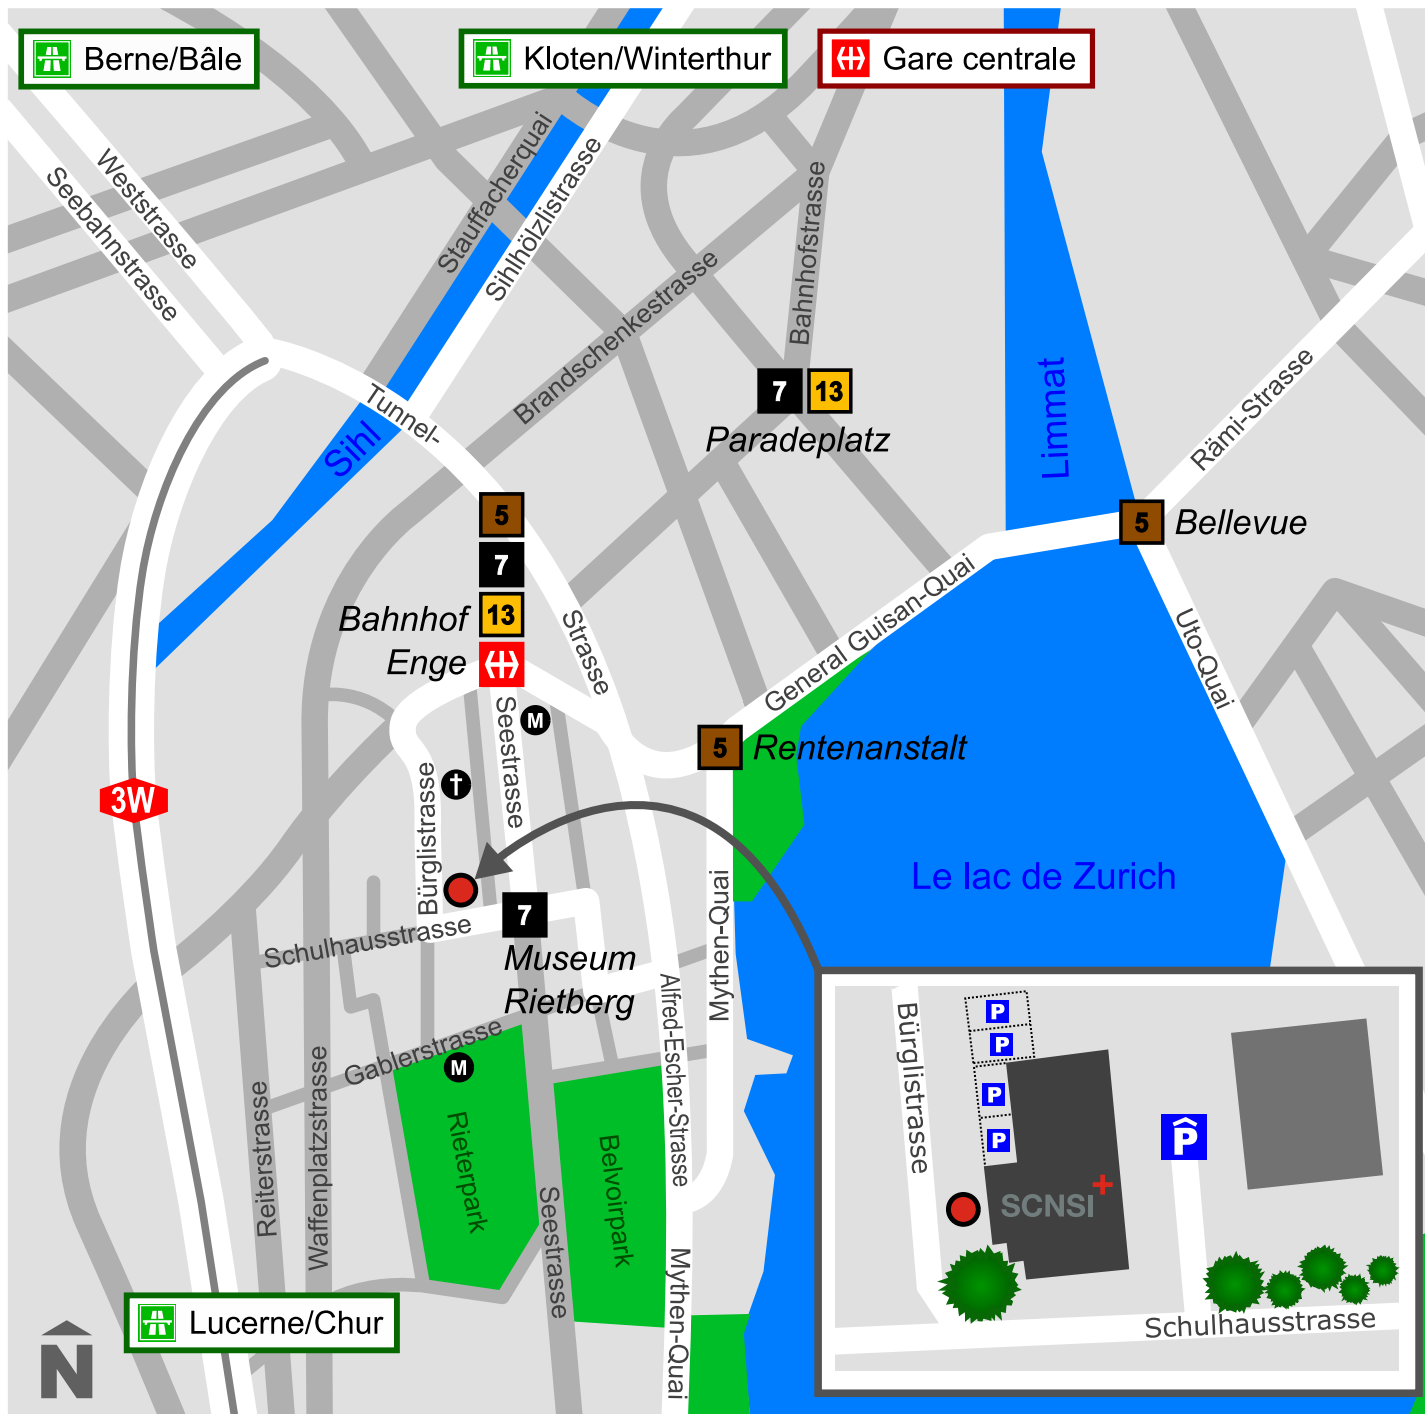 Berne/Bâle
Kloten/Winterthur
Gare centrale
Weststrasse
Seebahnstrasse
Stauffacherquai
Sihlhölzlistrasse
Brandschenkestrasse
Bahnhofstrasse
Sihl
Tunnel-
Strasse
7 13
Paradeplatz
Limmat
Rämi-Strasse
5
Bellevue
5
7
13
Bahnhof
Enge
General Guisan-Quai
Uto-Quai
5
Rentenanstalt
Seestrasse
M
Bürglistrasse
3W
Le lac de Zurich
Schulhausstrasse
7
Museum
Rietberg
Mythen-Quai
Alfred-Escher-Strasse
Gablerstrasse
M
Reiterstrasse
Waffenplatzstrasse
Rieterpark
Belvoirpark
Seestrasse
Mythen-Quai
Lucerne/Chur
N
Bürglistrasse
P
P
P
P
P
SCNSI
Schulhausstrasse